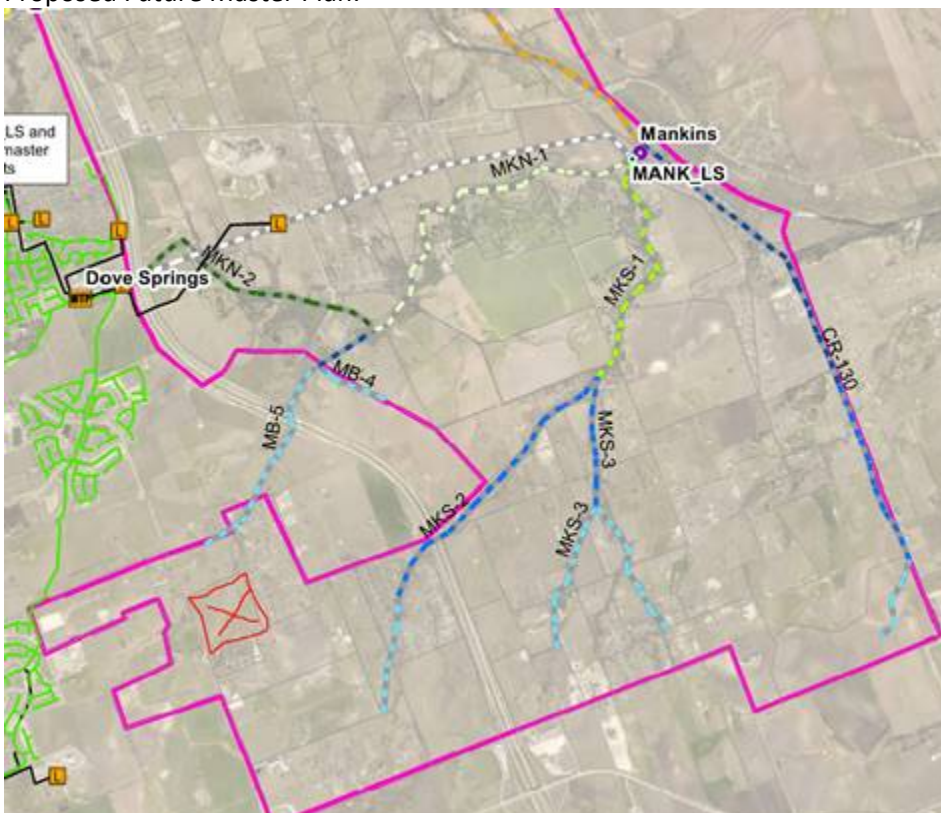 Proposed Future Master Plan:
LS and
master
ts
Mankins
MANK_LS
MKN-1
L
L
L
L
MKN-2
Dove Springs
MKS-1
CR-130
MB-4
MB-5
MKS-3
MKS-2
MKS-3
L